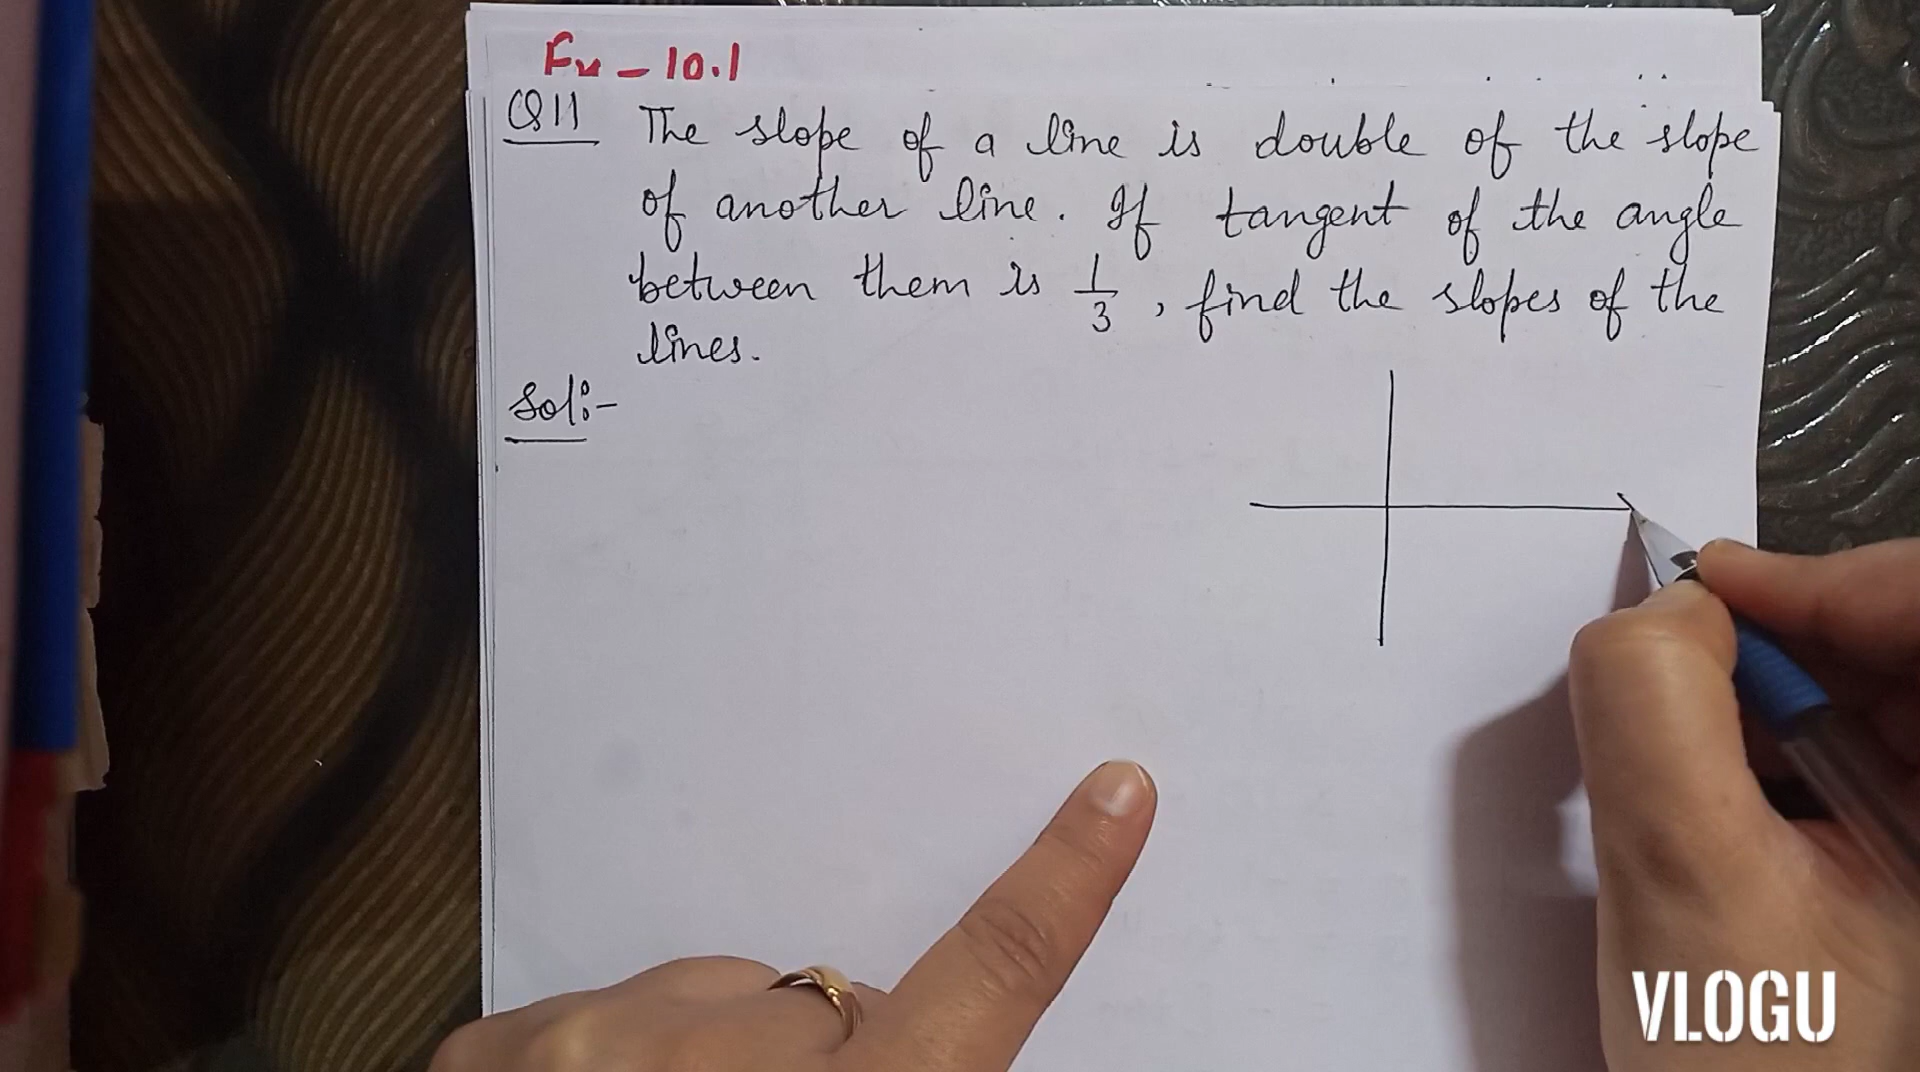 Ex - 10.1
Q11 The slope of a line is double of the slope
of another line. If tangent of the angle
between them is 1/3, find the slopes of the
lines.
Sol:-
VLOGU